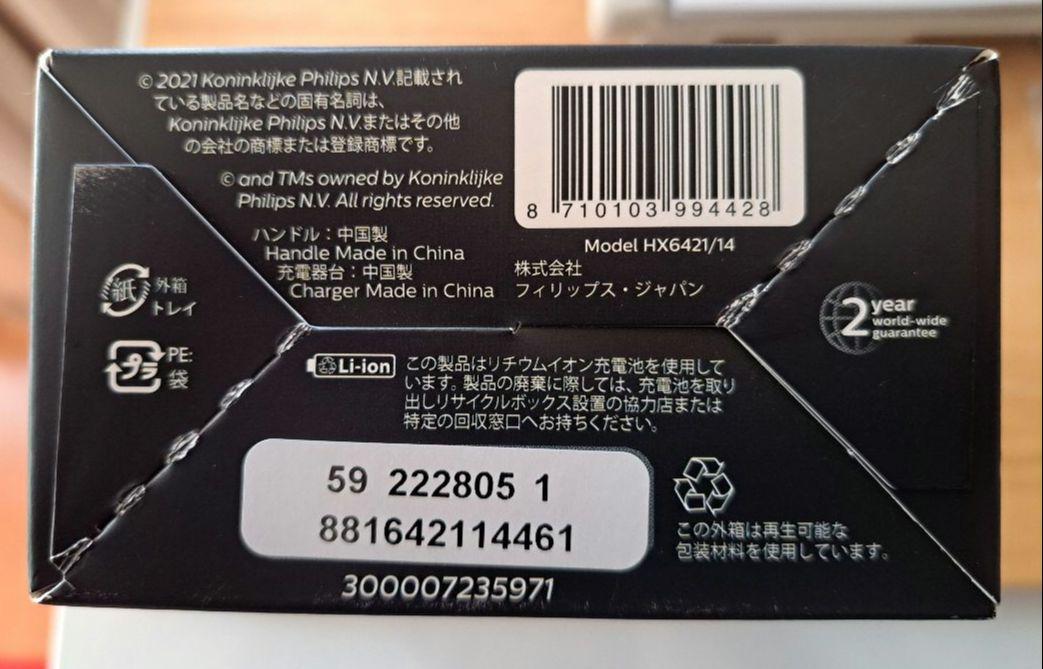 © 2021 Koninklijke Philips N.V.記載され
ている製品名などの固有名詞は、
Koninklijke Philips N.V.またはその他
の会社の商標または登録商標です。
© and TMs owned by Koninklijke
Philips N.V. All rights reserved.
ハンドル：中国製
Handle Made in China
充電器台：中国製
Charger Made in China
8 710103 994428
Model HX6421/14
株式会社
フィリップス・ジャパン
紙 外箱
トレイ
プラ PE:
袋
2 year
world-wide
guarantee
Li-ion
この製品はリチウムイオン充電池を使用して
います。製品の廃棄に際しては、充電池を取り
出しリサイクルボックス設置の協力店または
特定の回収窓口へお持ちください。
59 222805 1
881642114461
300007235971
この外箱は再生可能な
包装材料を使用しています。